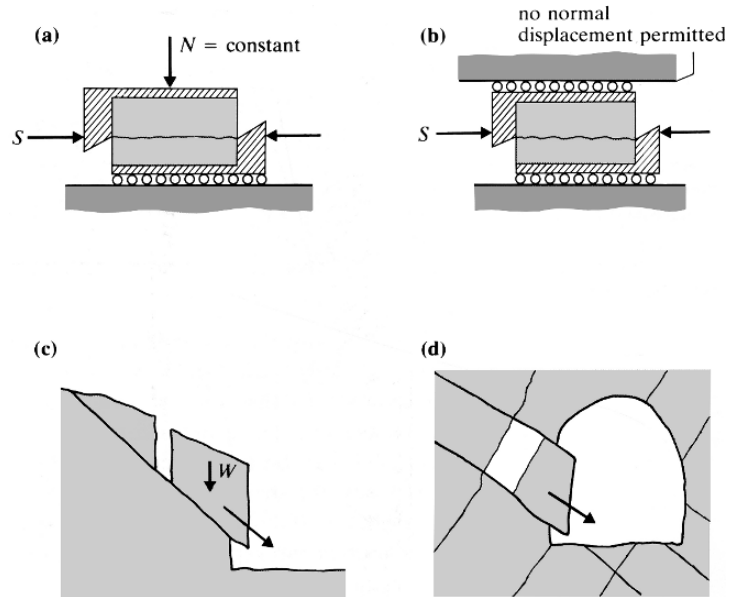 (a)
N = constant
S
(b)
no normal
displacement permitted
S
(c)
W
(d)